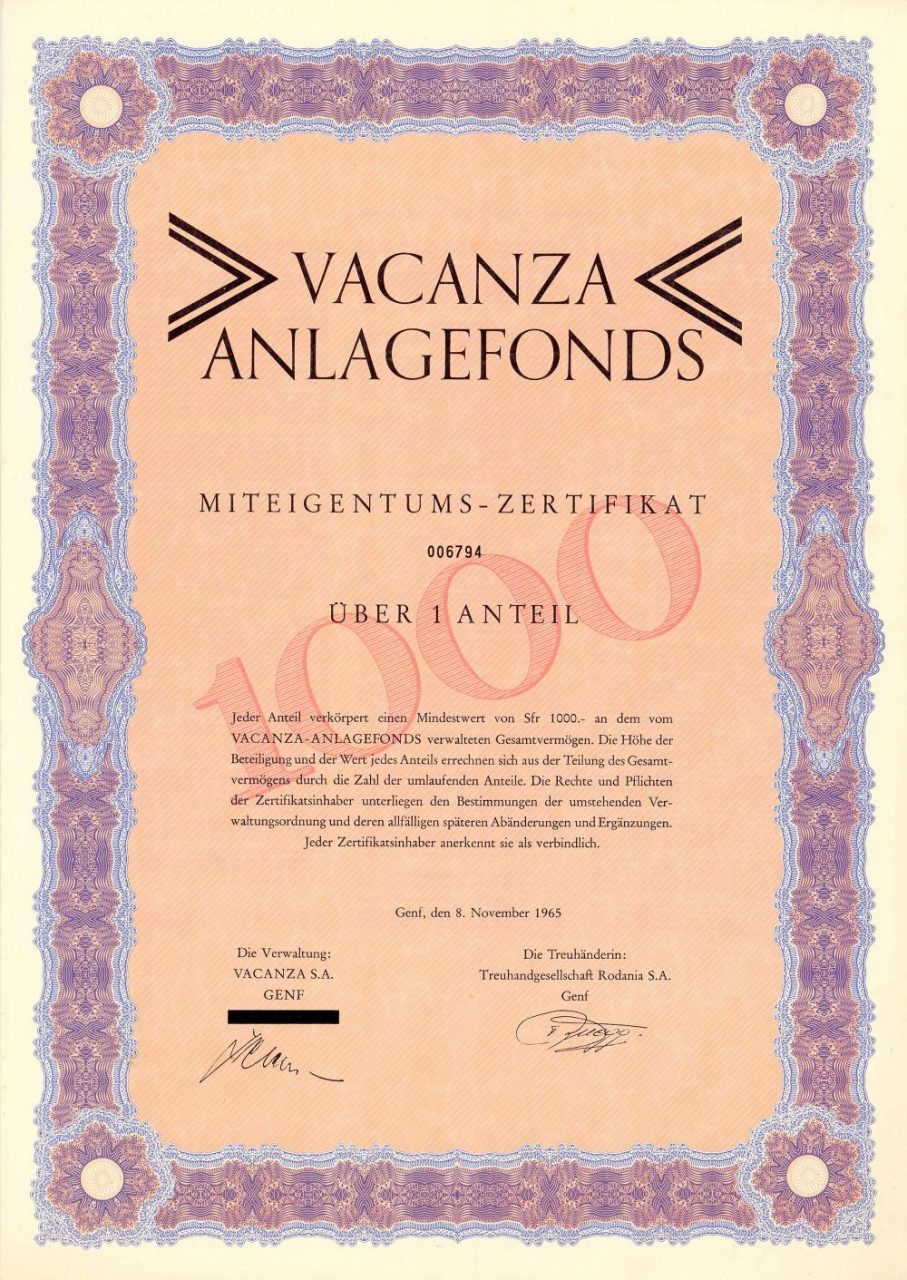 VACANZA
ANLAGEFONDS
MITEIGENTUMS-ZERTIFIKAT
006794
ÜBER 1 ANTEIL
1000
Jeder Anteil verkörpert einen Mindestwert von Sfr 1000.- an dem vom
VACANZA-ANLAGEFONDS verwalteten Gesamtvermögen. Die Höhe der
Beteiligung und der Wert jedes Anteils errechnen sich aus der Teilung des Gesamt-
vermögens durch die Zahl der umlaufenden Anteile. Die Rechte und Pflichten
der Zertifikatsinhaber unterliegen den Bestimmungen der umstehenden Ver-
waltungsordnung und deren allfälligen späteren Abänderungen und Ergänzungen.
Jeder Zertifikatsinhaber anerkennt sie als verbindlich.
Genf, den 8. November 1965
Die Verwaltung:
VACANZA S.A.
GENF
Die Treuhänderin:
Treuhandgesellschaft Rodania S.A.
Genf